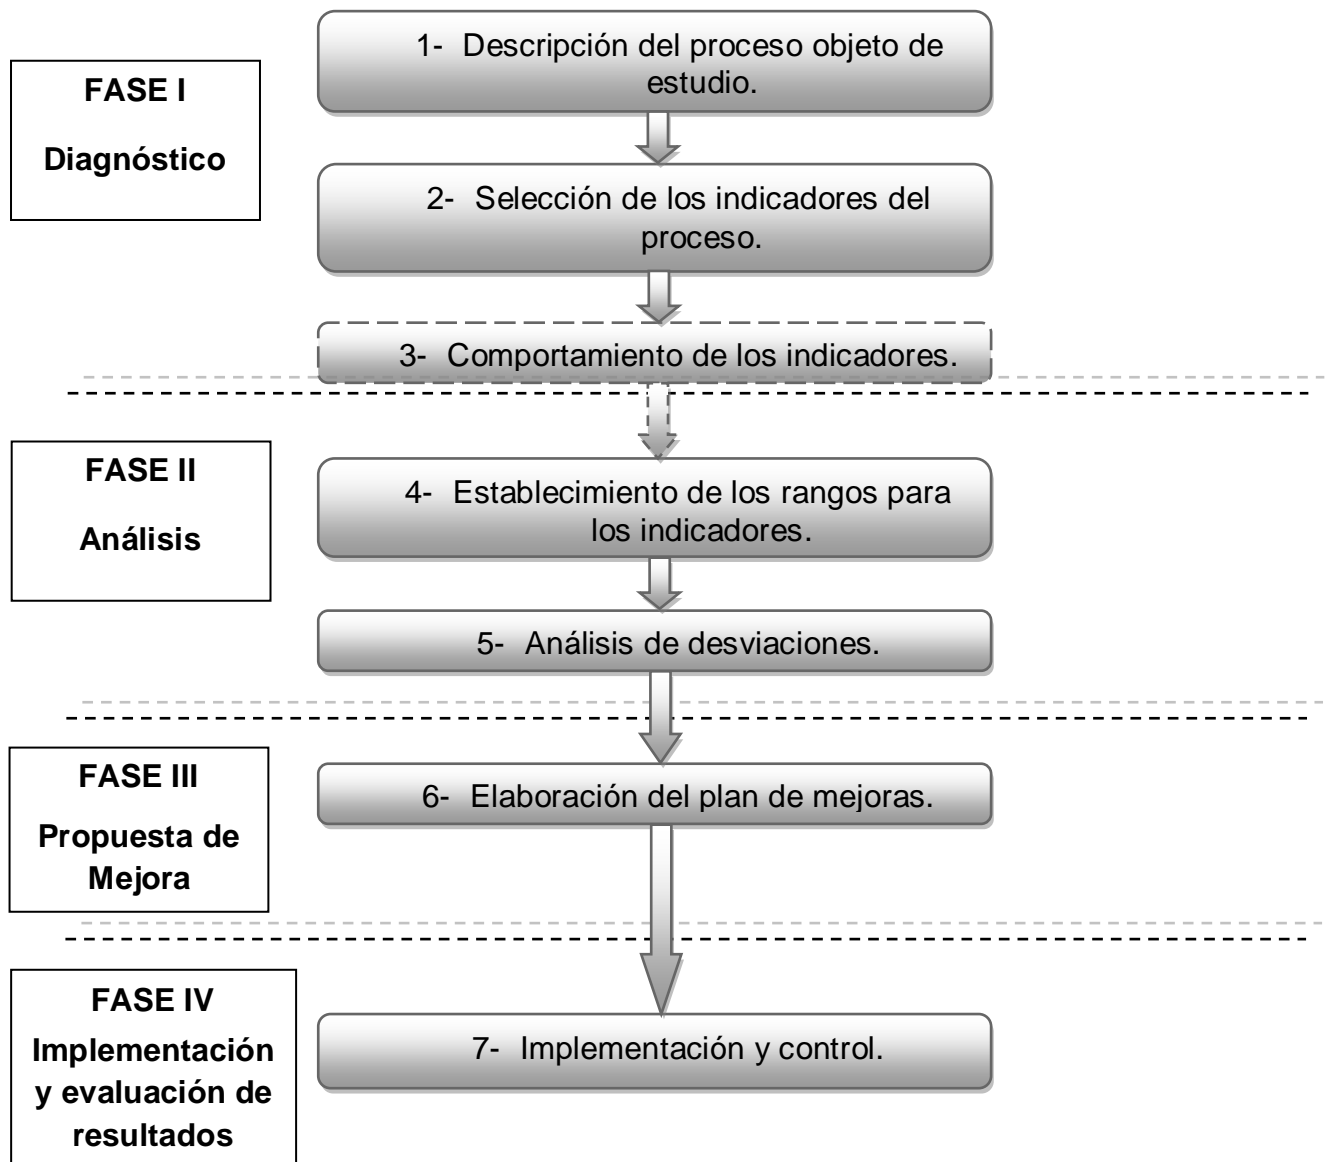 FASE I
Diagnóstico
1- Descripción del proceso objeto de
estudio.
2- Selección de los indicadores del
proceso.
3- Comportamiento de los indicadores.
FASE II
Análisis
4- Establecimiento de los rangos para
los indicadores.
5- Análisis de desviaciones.
FASE III
Propuesta de
Mejora
6- Elaboración del plan de mejoras.
FASE IV
Implementación
y evaluación de
resultados
7- Implementación y control.